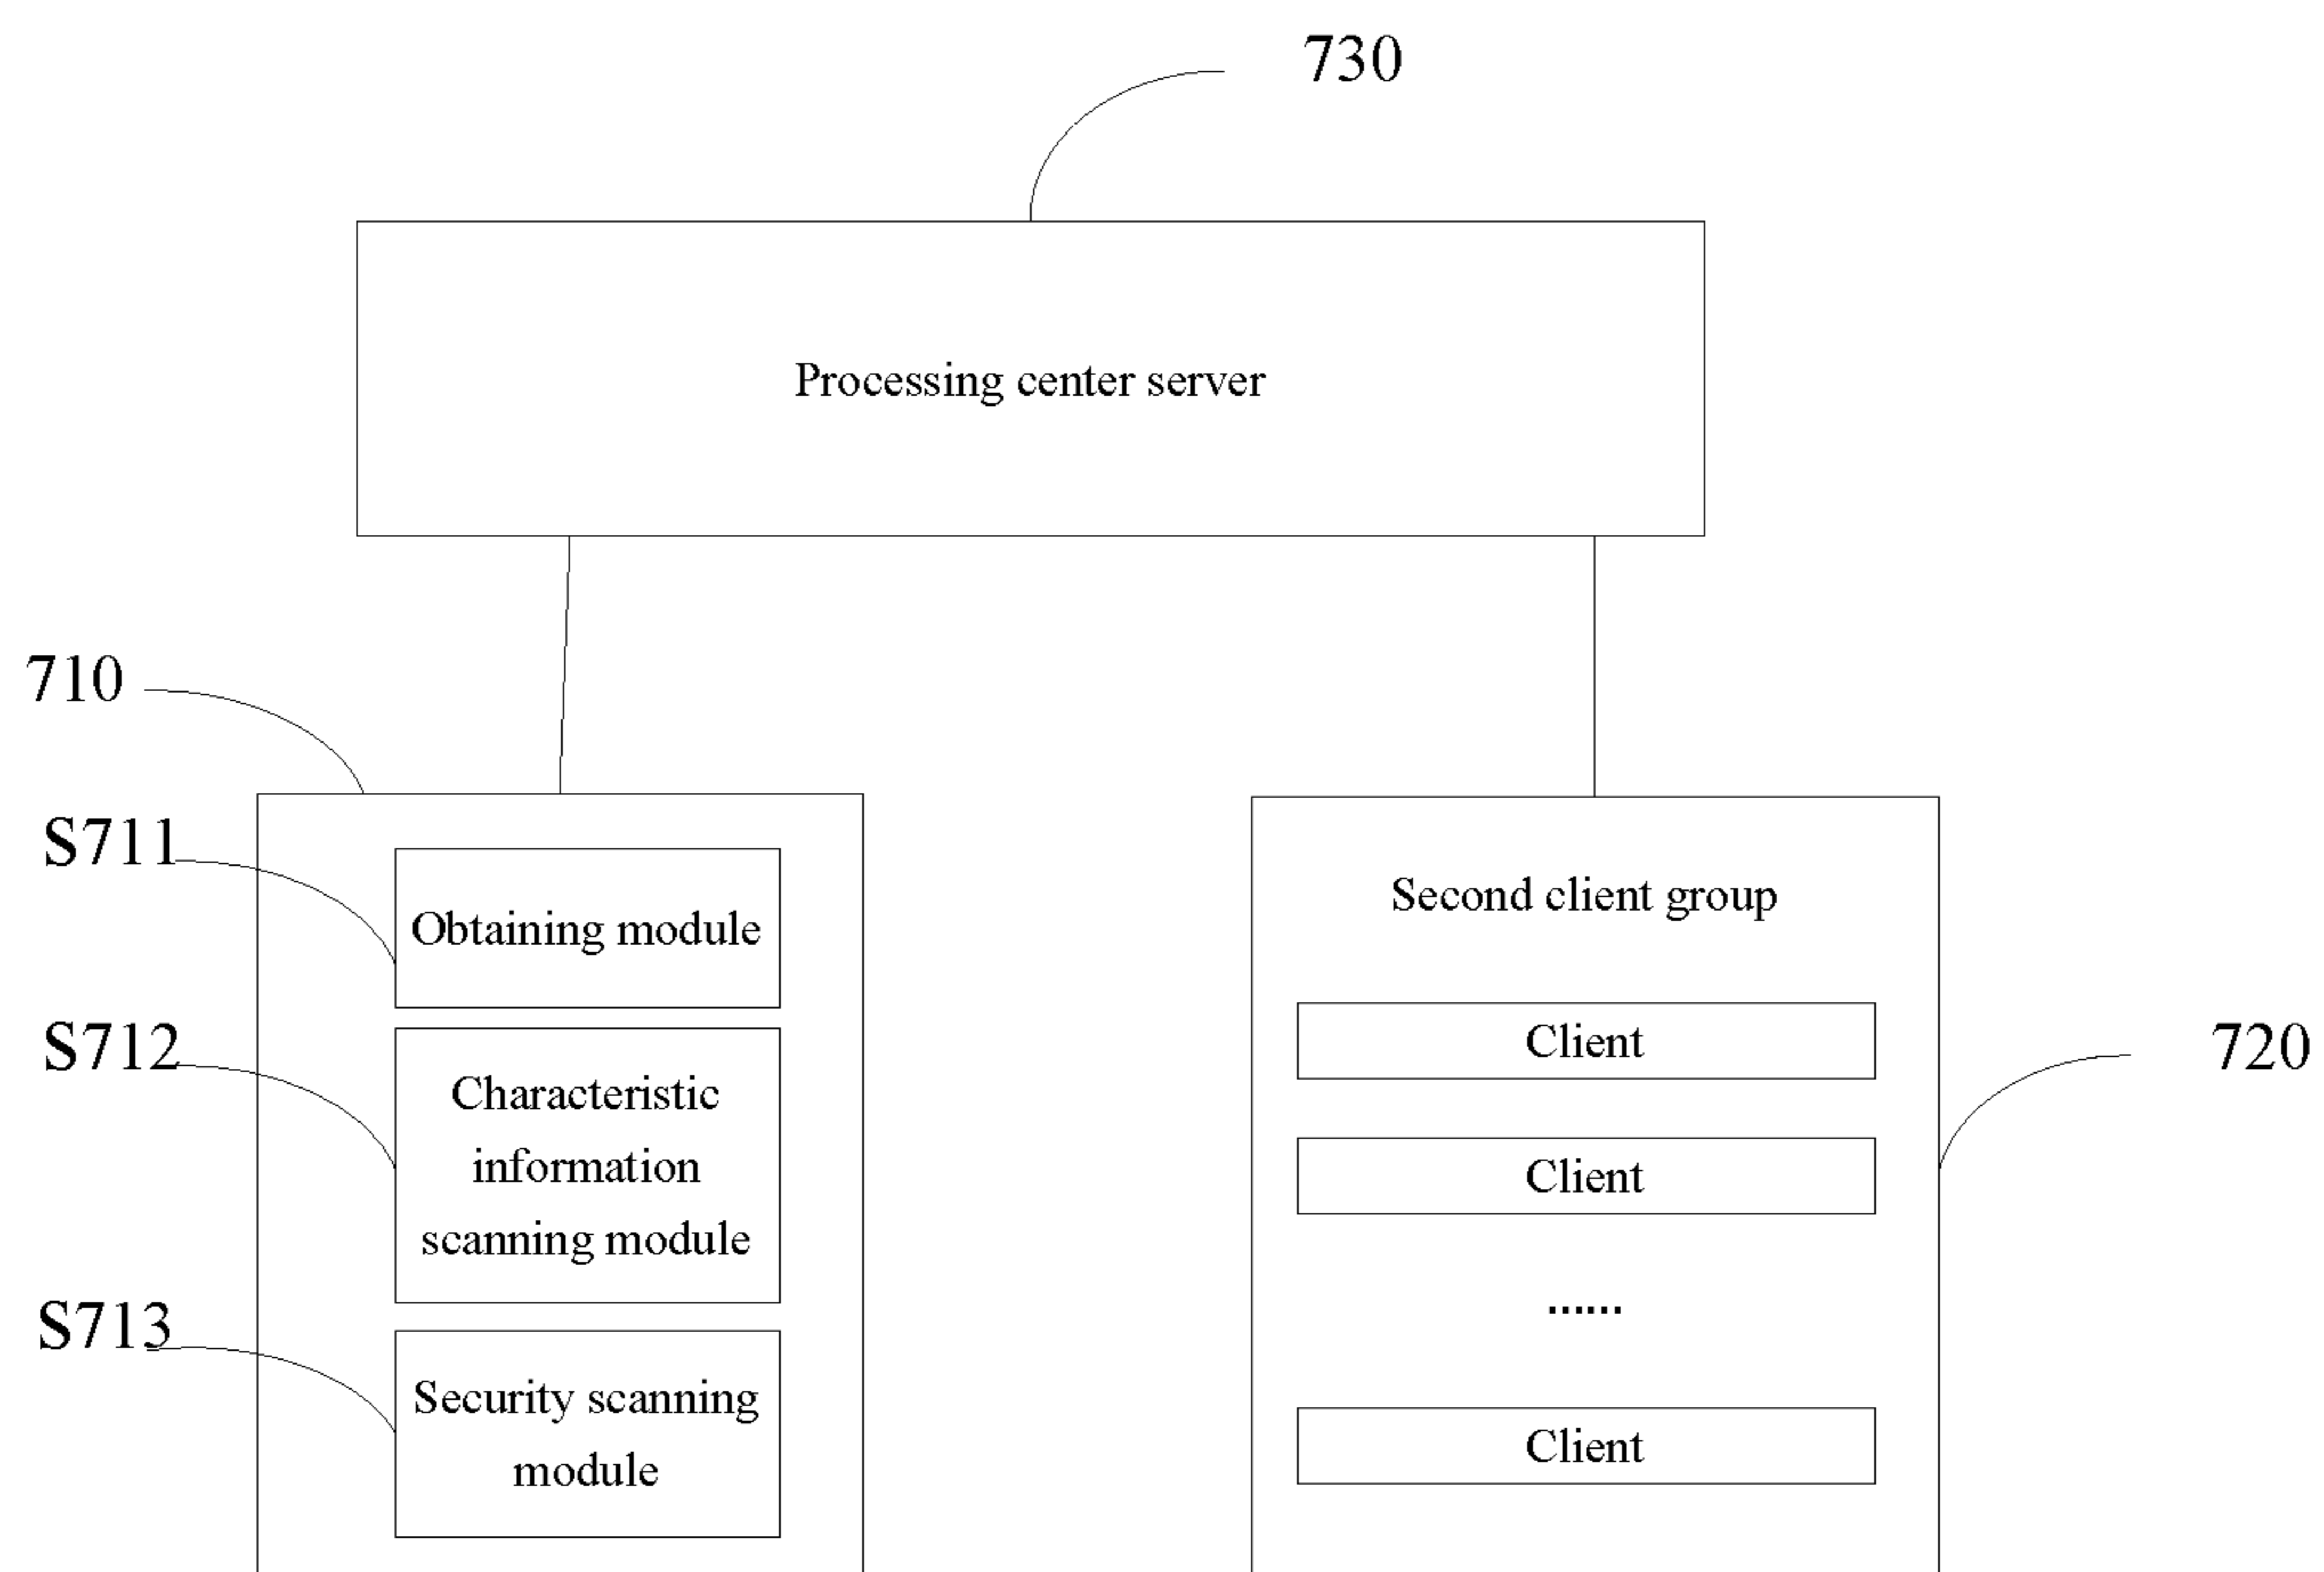 730
Processing center server
710
S711
Obtaining module
S712
Characteristic
information
scanning module
S713
Security scanning
module
Second client group
Client
Client
......
Client
720